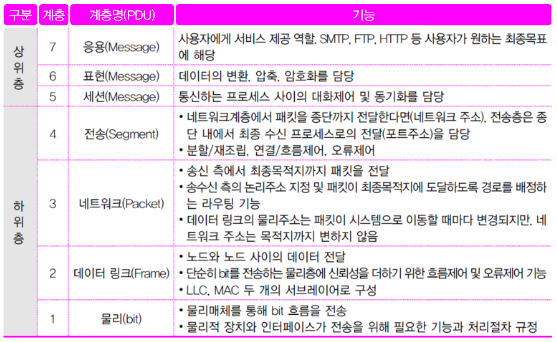 구분 계층 계층명(PDU) 기능
상위층
7 응용(Message) 사용자에게 서비스 제공 역할, SMTP, FTP, HTTP 등 사용자가 원하는 최종목표
에 해당
6 표현(Message) 데이터의 변환, 압축, 암호화를 담당
5 세션(Message) 통신하는 프로세스 사이의 대화제어 및 동기화를 담당
하위층
4 전송(Segment)
• 네트워크계층에서 패킷을 종단까지 전달한다면(네트워크 주소), 전송층은 종
단 내에서 최종 수신 프로세스로의 전달(포트주소)을 담당
• 분할/재조립, 연결/흐름제어, 오류제어
3 네트워크(Packet)
• 송신 측에서 최종목적지까지 패킷을 전달
• 송수신 측의 논리주소 지정 및 패킷이 최종목적지에 도달하도록 경로를 배정하
는 라우팅 기능
• 데이터 링크의 물리주소는 패킷이 시스템으로 이동할 때마다 변경되지만, 네
트워크 주소는 목적지까지 변하지 않음
2 데이터 링크(Frame)
• 노드와 노드 사이의 데이터 전달
• 단순히 bit를 전송하는 물리층에 신뢰성을 더하기 위한 흐름제어 및 오류제어 기능
• LLC, MAC 두 개의 서브레이어로 구성
1 물리(bit)
• 물리매체를 통해 bit 흐름을 전송
• 물리적 장치와 인터페이스가 전송을 위해 필요한 기능과 처리절차 규정